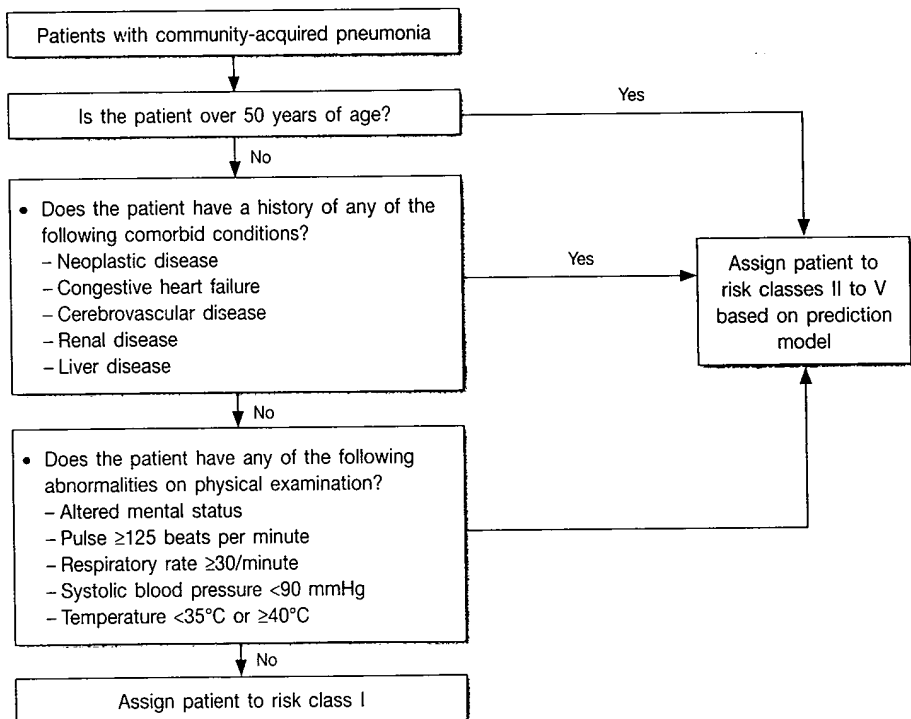 Patients with community-acquired pneumonia
Is the patient over 50 years of age?
Yes
No
• Does the patient have a history of any of the
following comorbid conditions?
– Neoplastic disease
– Congestive heart failure
– Cerebrovascular disease
– Renal disease
– Liver disease
Yes
Assign patient to
risk classes II to V
based on prediction
model
No
• Does the patient have any of the following
abnormalities on physical examination?
– Altered mental status
– Pulse ≥125 beats per minute
– Respiratory rate ≥30/minute
– Systolic blood pressure <90 mmHg
– Temperature <35°C or ≥40°C
No
Assign patient to risk class I